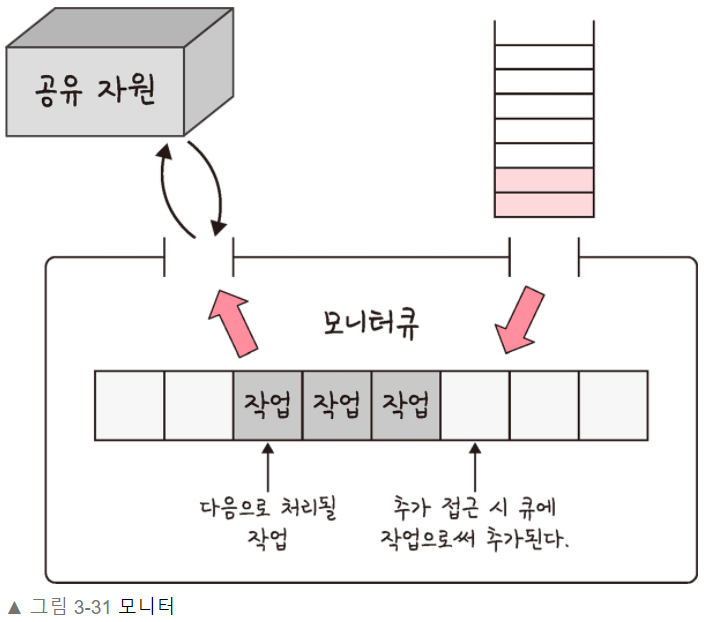 공유 자원
모니터큐
작업 작업 작업
다음으로 처리될
작업
추가 접근 시 큐에
작업으로써 추가된다.
▲ 그림 3-31 모니터